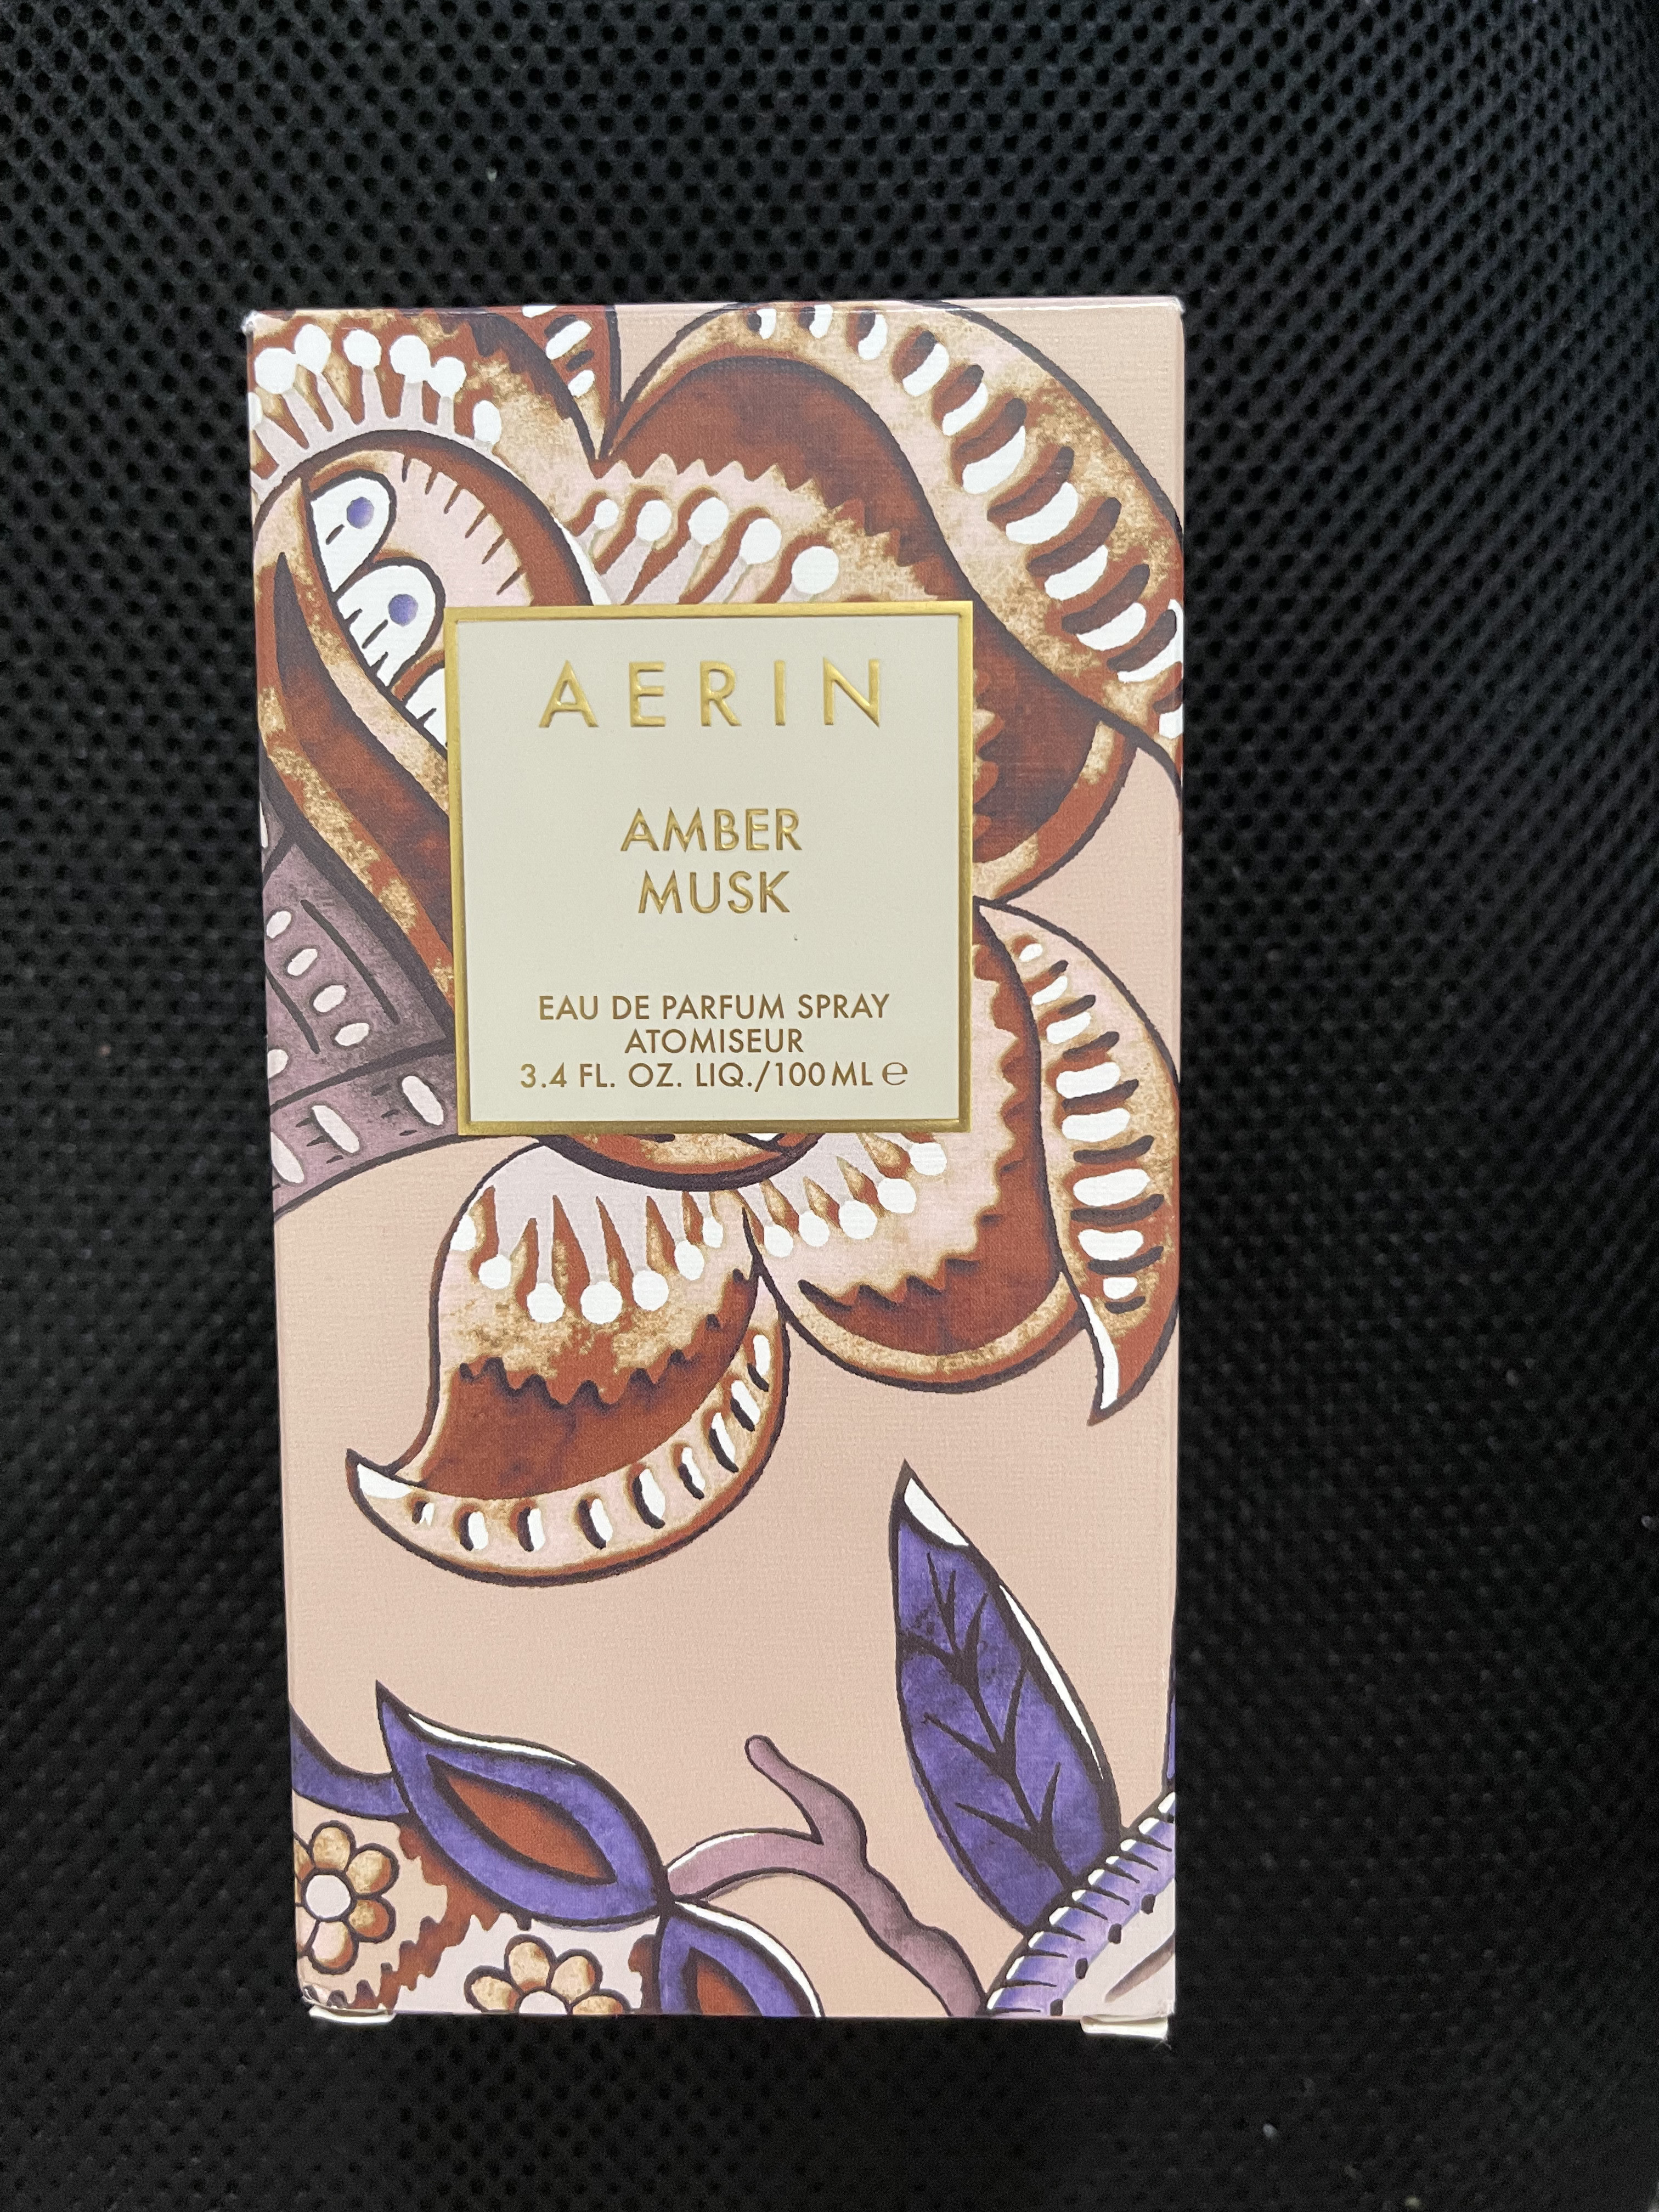 AERIN
AMBER
MUSK
EAU DE PARFUM SPRAY
ATOMISEUR
3.4 FL. OZ. LIQ./100ML ℮